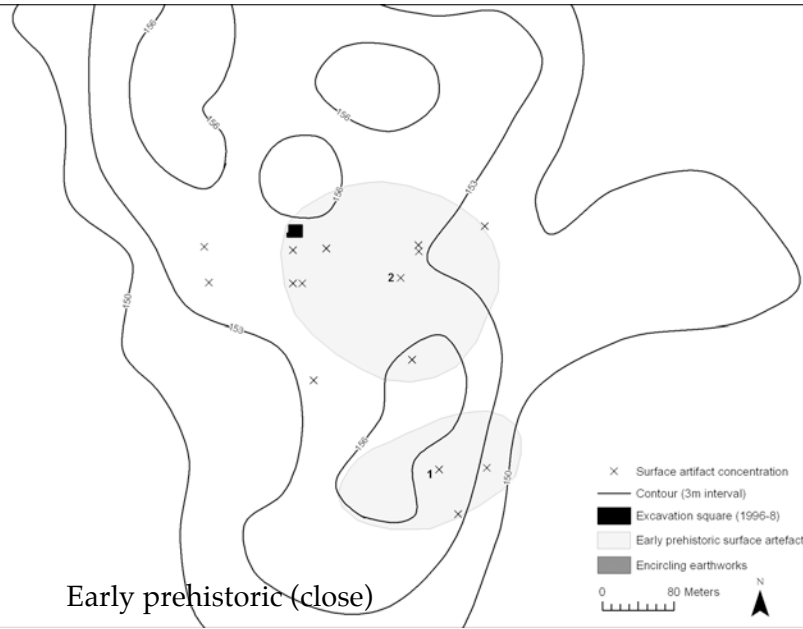 156
156
156
156
153
2
150
153
156
1
150
Surface artifact concentration
Contour (3m interval)
Excavation square (1996-8)
Early prehistoric surface artefact
Encircling earthworks
0 80 Meters
N
Early prehistoric (close)